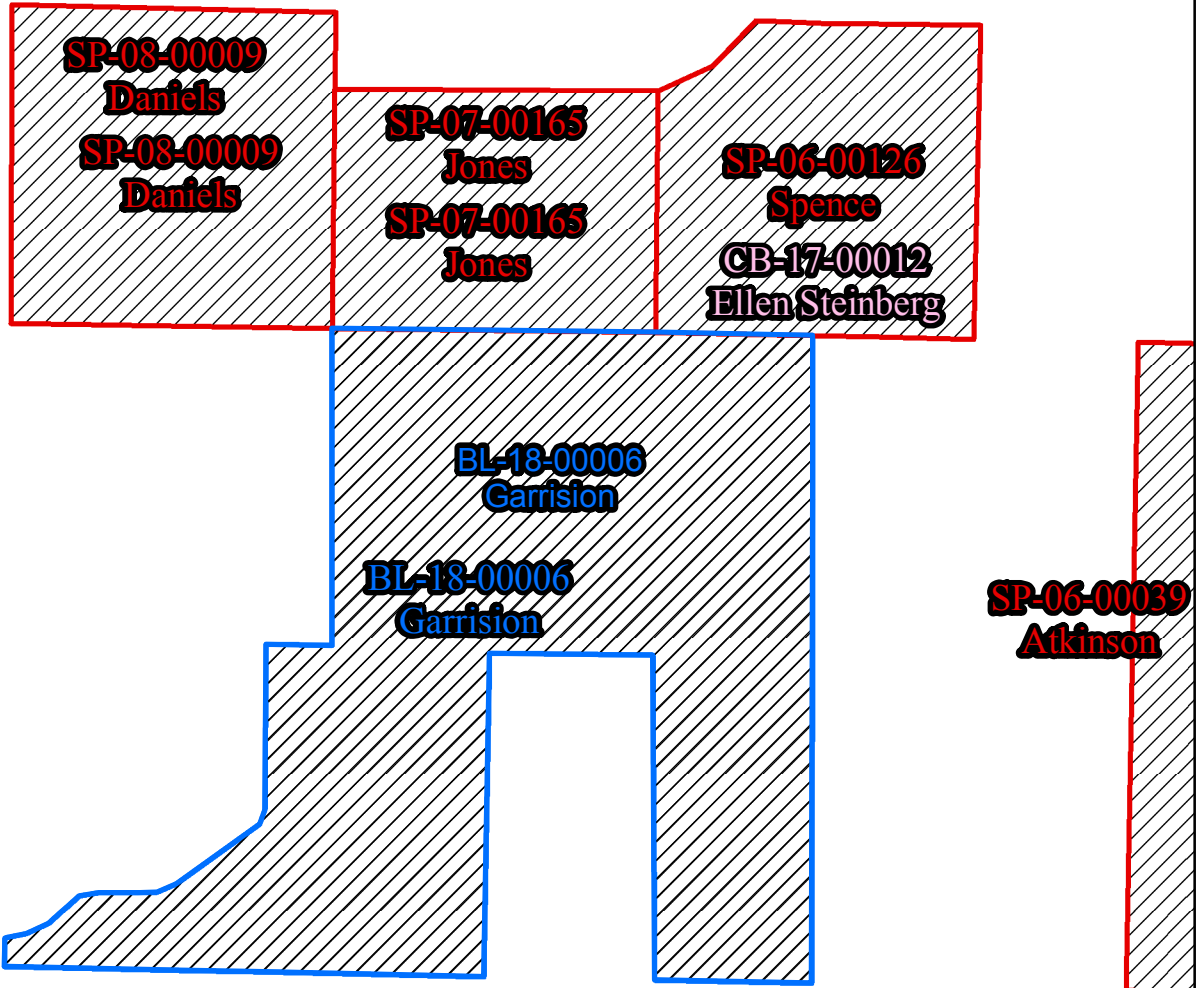 SP-08-00009
Daniels
SP-08-00009
Daniels
SP-07-00165
Jones
SP-07-00165
Jones
SP-06-00126
Spence
CB-17-00012
Ellen Steinberg
BL-18-00006
Garrision
BL-18-00006
Garrision
SP-06-00039
Atkinson